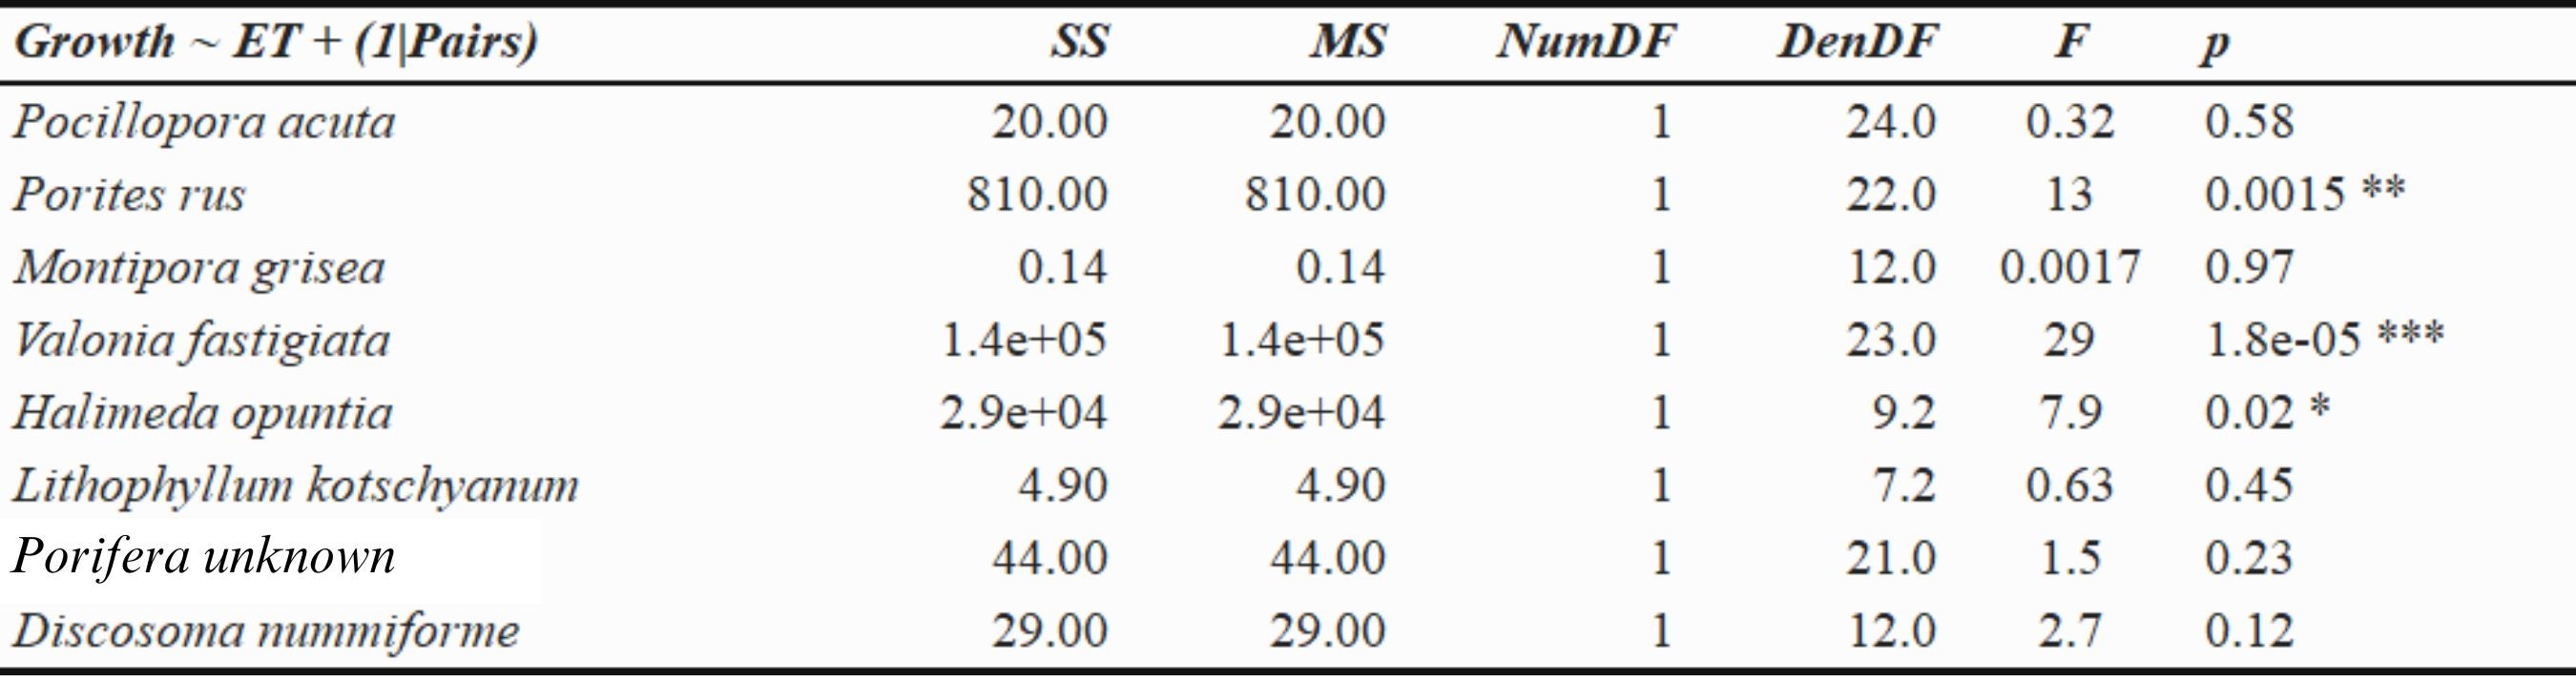 Growth ~ ET + (1|Pairs) SS MS NumDF DenDF F p
Pocillopora acuta 20.00 20.00 1 24.0 0.32 0.58
Porites rus 810.00 810.00 1 22.0 13 0.0015 **
Montipora grisea 0.14 0.14 1 12.0 0.0017 0.97
Valonia fastigiata 1.4e+05 1.4e+05 1 23.0 29 1.8e-05 ***
Halimeda opuntia 2.9e+04 2.9e+04 1 9.2 7.9 0.02 *
Lithophyllum kotschyanum 4.90 4.90 1 7.2 0.63 0.45
Porifera unknown 44.00 44.00 1 21.0 1.5 0.23
Discosoma nummiforme 29.00 29.00 1 12.0 2.7 0.12